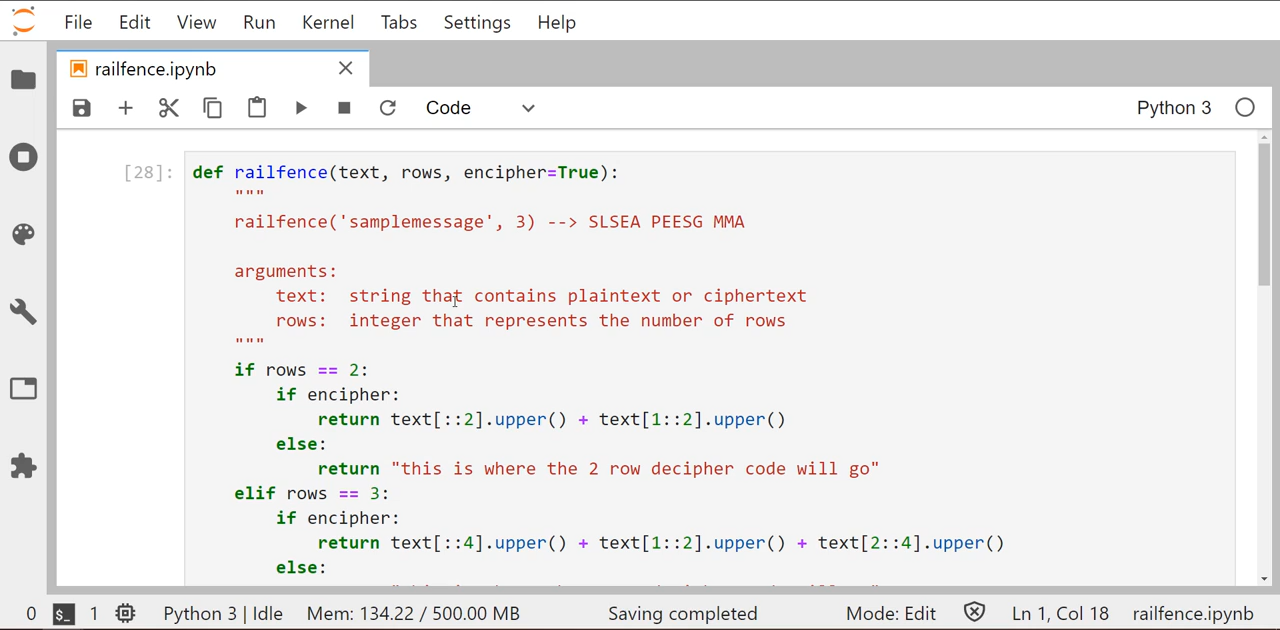 File Edit View Run Kernel Tabs Settings Help
railfence.ipynb
Code Python 3
[28]: def railfence(text, rows, encipher=True):
"""
railfence('samplemessage', 3) --> SLSEA PEESG MMA
arguments:
text: string that contains plaintext or ciphertext
rows: integer that represents the number of rows
"""
if rows == 2:
if encipher:
return text[::2].upper() + text[1::2].upper()
else:
return "this is where the 2 row decipher code will go"
elif rows == 3:
if encipher:
return text[::4].upper() + text[1::2].upper() + text[2::4].upper()
else:
0 $_ 1 Python 3 | Idle Mem: 134.22 / 500.00 MB Saving completed Mode: Edit Ln 1, Col 18 railfence.ipynb